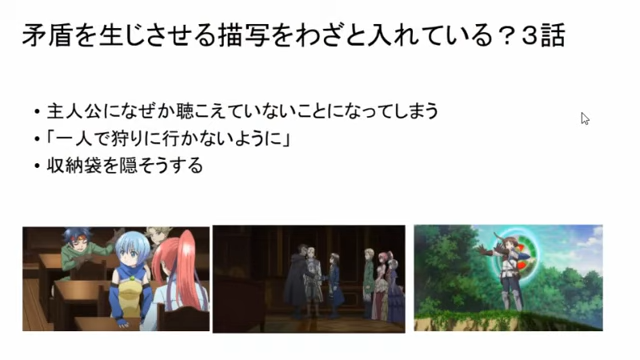 矛盾を生じさせる描写をわざと入れている？３話
• 主人公になぜか聴こえていないことになってしまう
• 「一人で狩りに行かないように」
• 収納袋を隠そうする